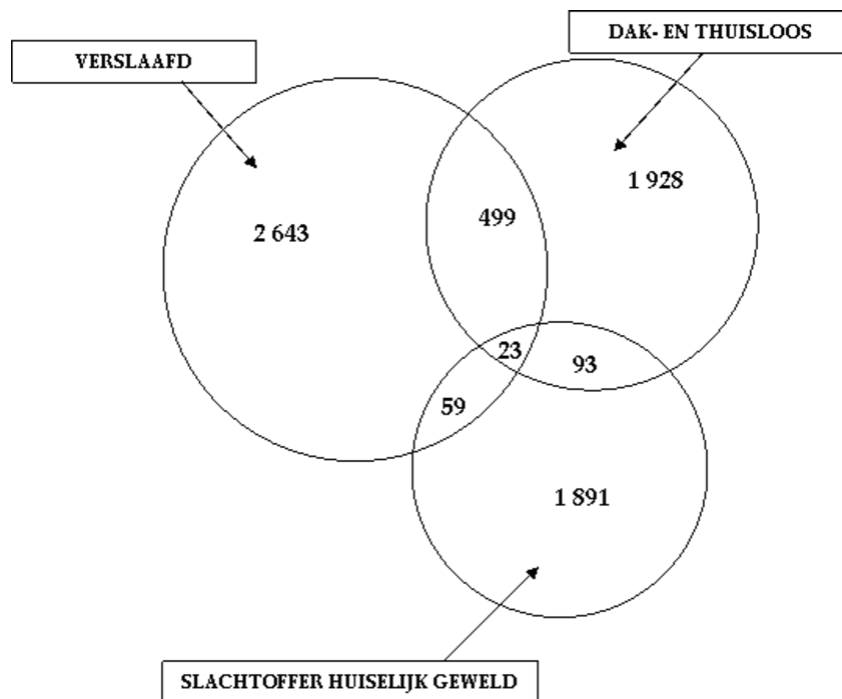 DAK- EN THUISLOOS
VERSLAAFD
1 928
499
2 643
23
93
59
1 891
SLACHTOFFER HUISELIJK GEWELD